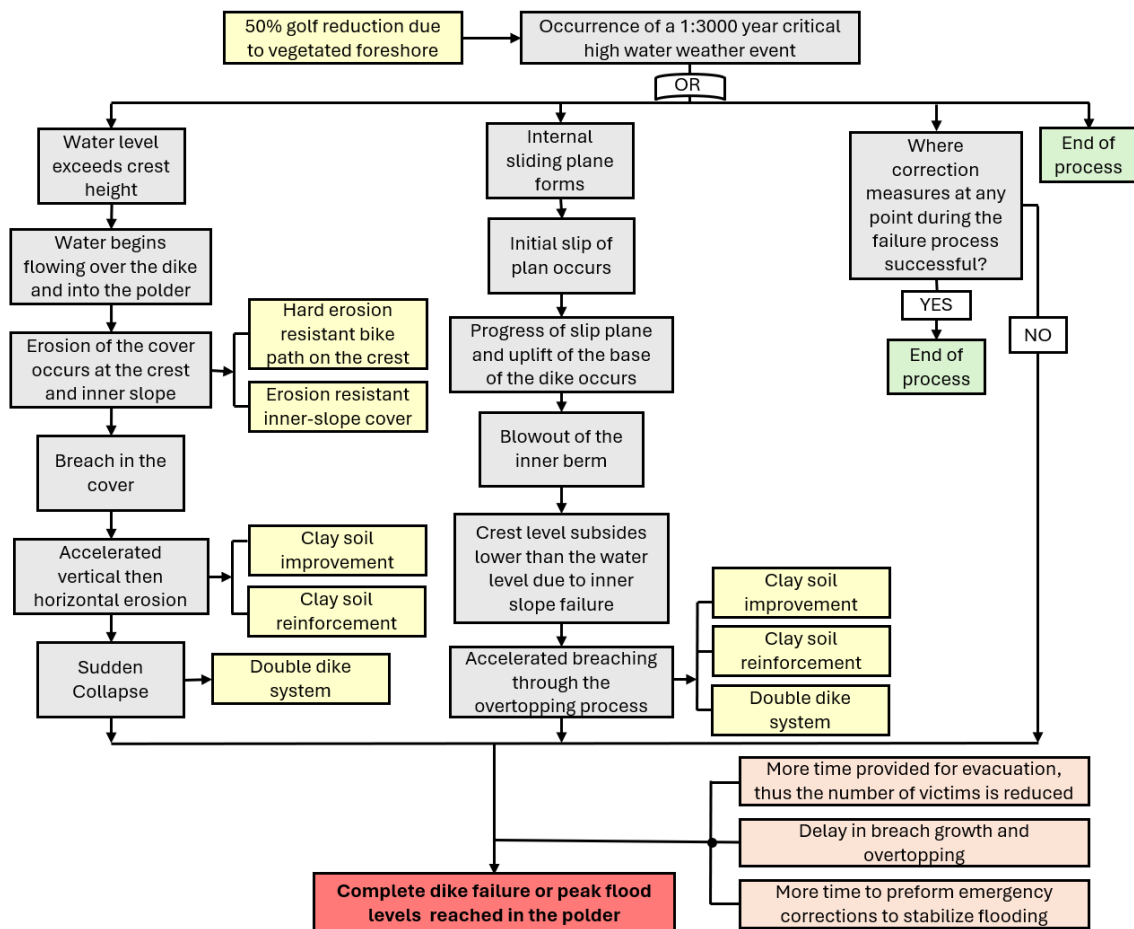 50% golf reduction due
to vegetated foreshore
Occurrence of a 1:3000 year critical
high water weather event
OR
Water level
exceeds crest
height
Water begins
flowing over the dike
and into the polder
Erosion of the cover
occurs at the crest
and inner slope
Hard erosion
resistant bike
path on the crest
Erosion resistant
inner-slope cover
Breach in the
cover
Accelerated
vertical then
horizontal erosion
Clay soil
improvement
Clay soil
reinforcement
Sudden
Collapse
Double dike
system
Internal
sliding plane
forms
Initial slip of
plan occurs
Progress of slip plane
and uplift of the base
of the dike occurs
Blowout of the
inner berm
Crest level subsides
lower than the water
level due to inner
slope failure
Accelerated breaching
through the
overtopping process
Clay soil
improvement
Clay soil
reinforcement
Double dike
system
Where
correction
measures at any
point during the
failure process
successful?
YES
NO
End of
process
End of
process
More time provided for evacuation,
thus the number of victims is reduced
Delay in breach growth and
overtopping
More time to preform emergency
corrections to stabilize flooding
Complete dike failure or peak flood
levels reached in the polder